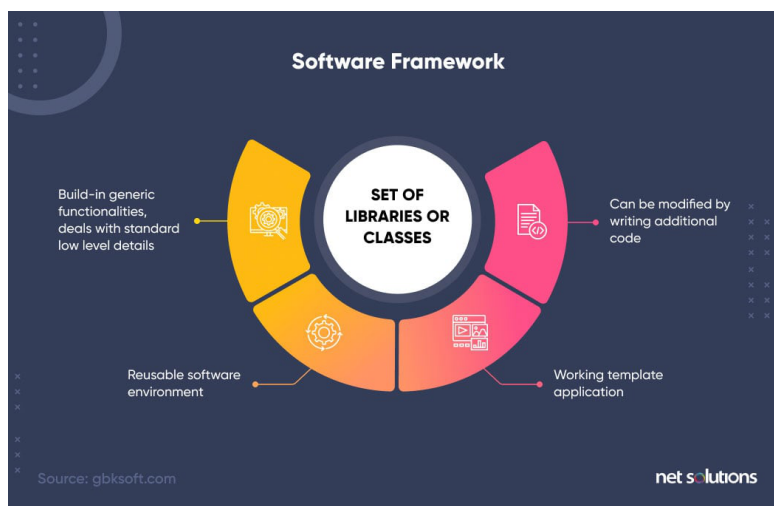 Software Framework
SET OF
LIBRARIES OR
CLASSES
Build-in generic
functionalities,
deals with standard
low level details
Can be modified by
writing additional
code
Reusable software
environment
Working template
application
Source: gbksoft.com
net solutions